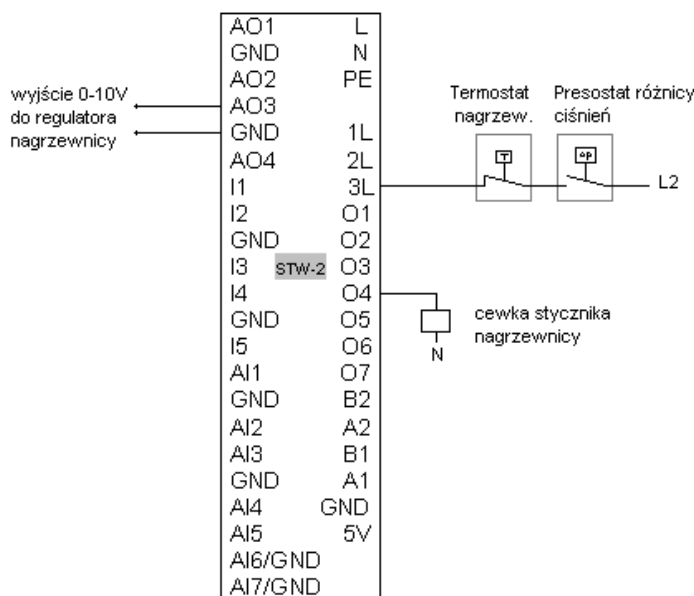 AO1 L
GND N
AO2 PE
wyjście 0-10V
do regulatora
nagrzewnicy
AO3
GND 1L
AO4 2L
Termostat
nagrzew.
Presostat różnicy
ciśnień
T
Δp
L2
I1 3L
I2 O1
GND O2
I3 STW-2 O3
I4 O4
cewka stycznika
nagrzewnicy
N
GND O5
I5 O6
AI1 O7
GND B2
AI2 A2
AI3 B1
GND A1
AI4 GND
AI5 5V
AI6/GND
AI7/GND